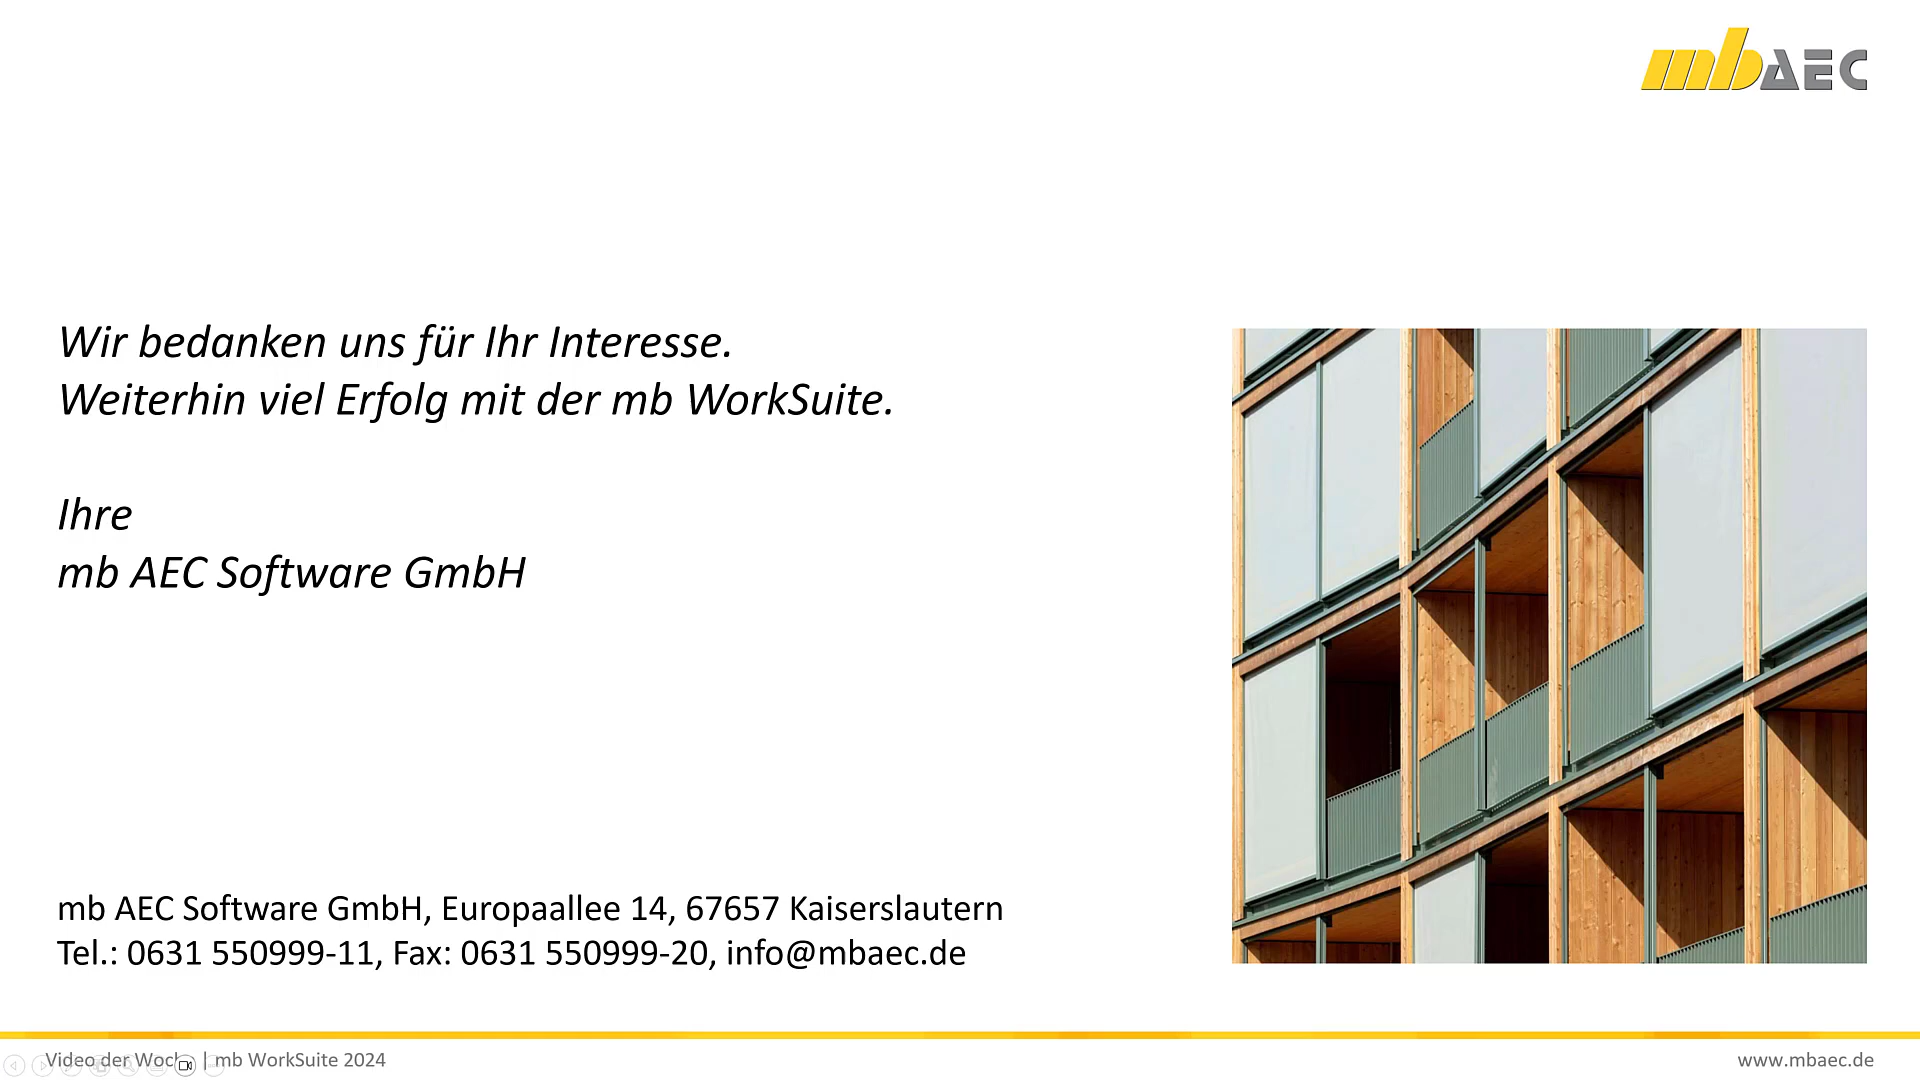 mb AEC
Wir bedanken uns für Ihr Interesse.
Weiterhin viel Erfolg mit der mb WorkSuite.
Ihre
mb AEC Software GmbH
mb AEC Software GmbH, Europaallee 14, 67657 Kaiserslautern
Tel.: 0631 550999-11, Fax: 0631 550999-20, info@mbaec.de
Video der Woche | mb WorkSuite 2024
www.mbaec.de